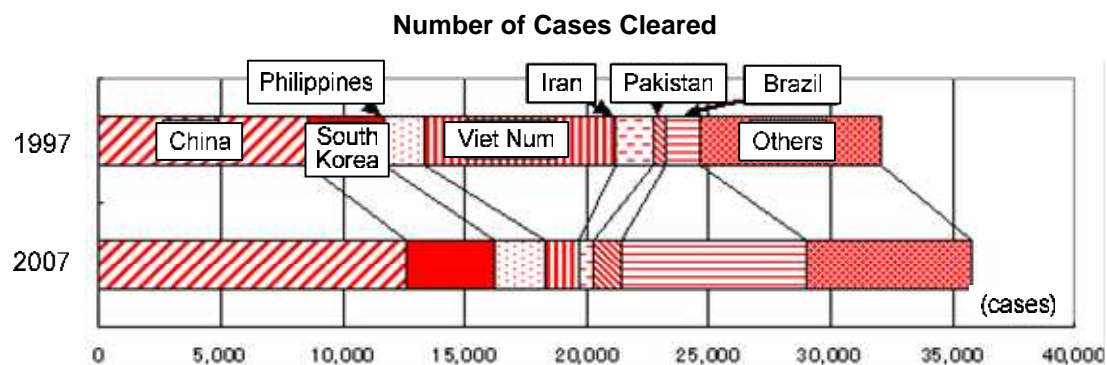 Number of Cases Cleared
Philippines
Iran
Pakistan
Brazil
1997
China
South
Korea
Viet Num
Others
2007
(cases)
0 5,000 10,000 15,000 20,000 25,000 30,000 35,000 40,000